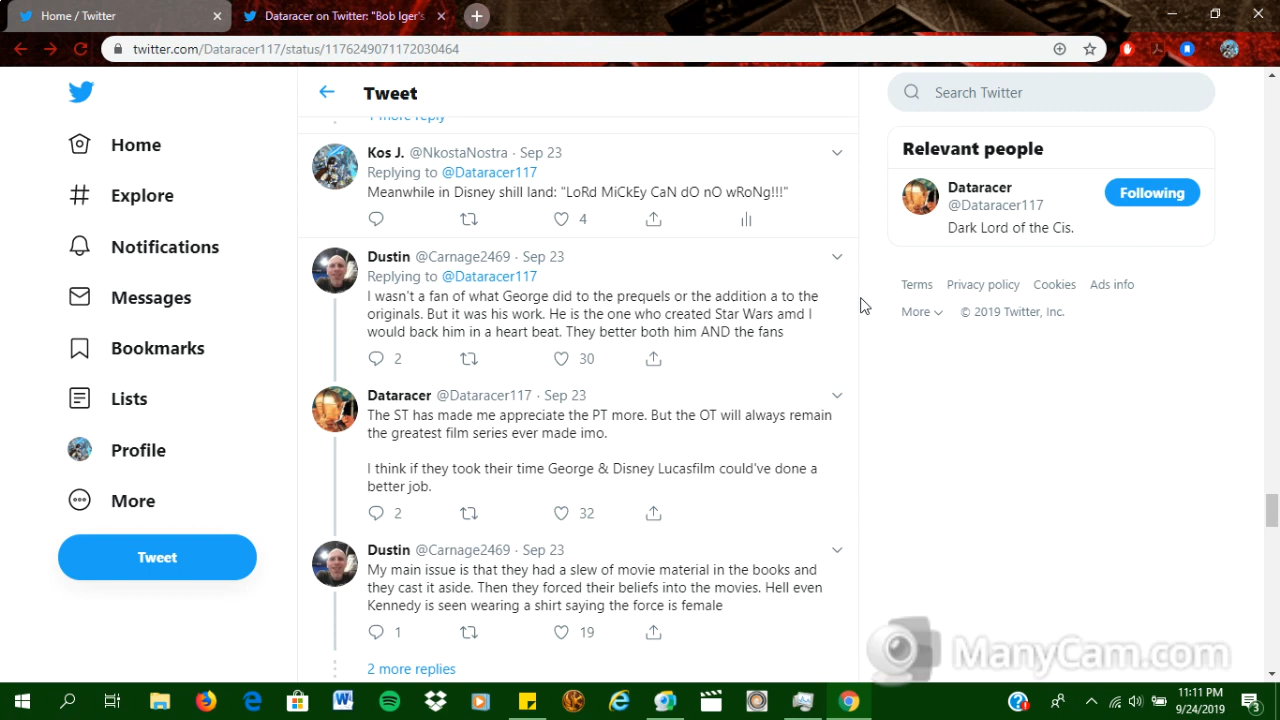 Home / Twitter
Dataracer on Twitter: "Bob Iger's
twitter.com/Dataracer117/status/1176249071172030464
Home
Explore
Notifications
Messages
Bookmarks
Lists
Profile
More
Tweet
Tweet
1 more reply
Kos J. @NkostaNostra · Sep 23
Replying to @Dataracer117
Meanwhile in Disney shill land: "LoRd MiCkEy CaN dO nO wRoNg!!!"
4
Dustin @Carnage2469 · Sep 23
Replying to @Dataracer117
I wasn't a fan of what George did to the prequels or the addition a to the
originals. But it was his work. He is the one who created Star Wars amd I
would back him in a heart beat. They better both him AND the fans
2 30
Dataracer @Dataracer117 · Sep 23
The ST has made me appreciate the PT more. But the OT will always remain
the greatest film series ever made imo.
I think if they took their time George & Disney Lucasfilm could've done a
better job.
2 32
Dustin @Carnage2469 · Sep 23
My main issue is that they had a slew of movie material in the books and
they cast it aside. Then they forced their beliefs into the movies. Hell even
Kennedy is seen wearing a shirt saying the force is female
1 19
2 more replies
Search Twitter
Relevant people
Dataracer
@Dataracer117
Following
Dark Lord of the Cis.
Terms Privacy policy Cookies Ads info
More © 2019 Twitter, Inc.
ManyCam.com
11:11 PM
9/24/2019
3